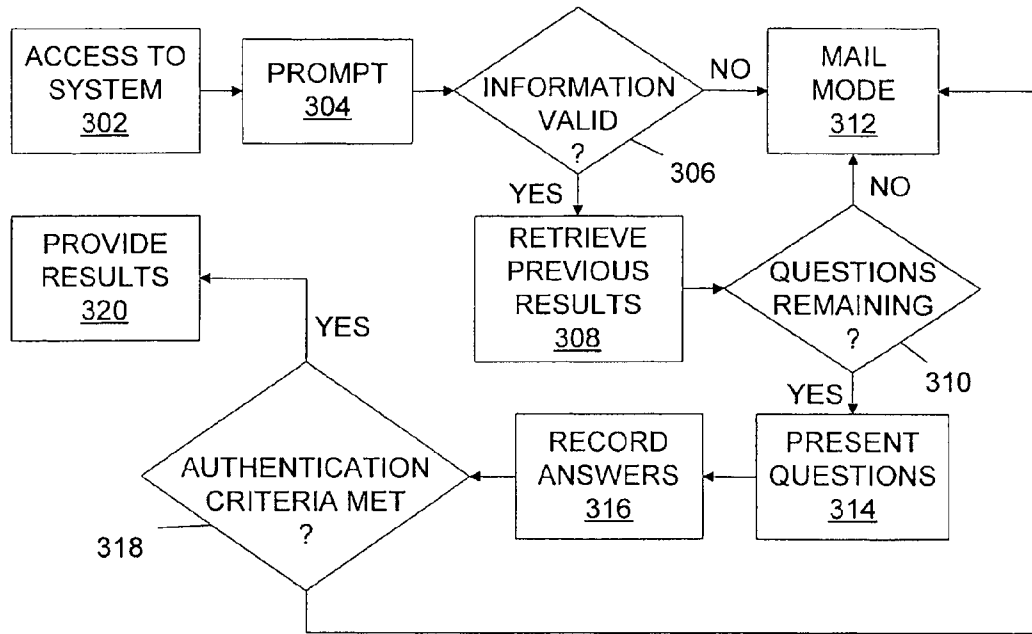 ACCESS TO
SYSTEM
302
PROMPT
304
INFORMATION
VALID
?
306
NO
MAIL
MODE
312
YES
NO
PROVIDE
RESULTS
320
RETRIEVE
PREVIOUS
RESULTS
308
QUESTIONS
REMAINING
?
310
YES
YES
AUTHENTICATION
CRITERIA MET
?
318
RECORD
ANSWERS
316
PRESENT
QUESTIONS
314